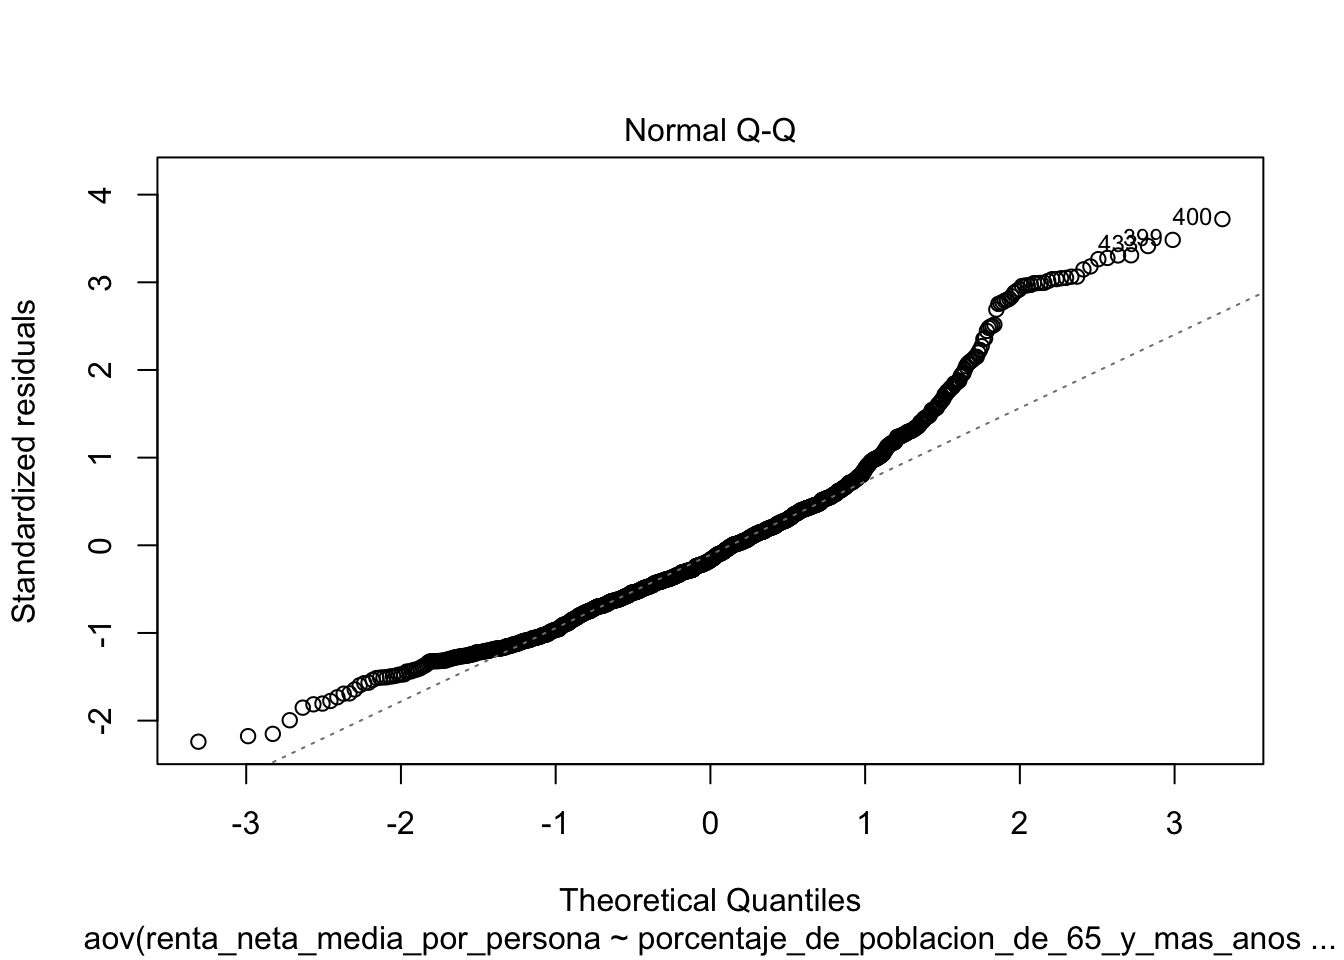 Normal Q-Q
Standardized residuals
4
3
2
1
0
-1
-2
400
399
433
-3 -2 -1 0 1 2 3
Theoretical Quantiles
aov(renta_neta_media_por_persona ~ porcentaje_de_poblacion_de_65_y_mas_anos ...